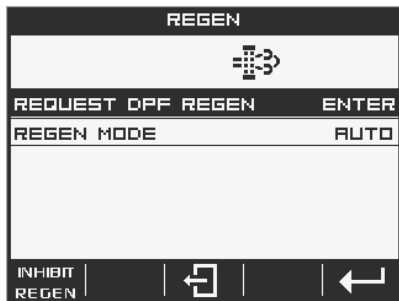 REGEN
REQUEST DPF REGEN ENTER
REGEN MODE AUTO
INHIBIT
REGEN